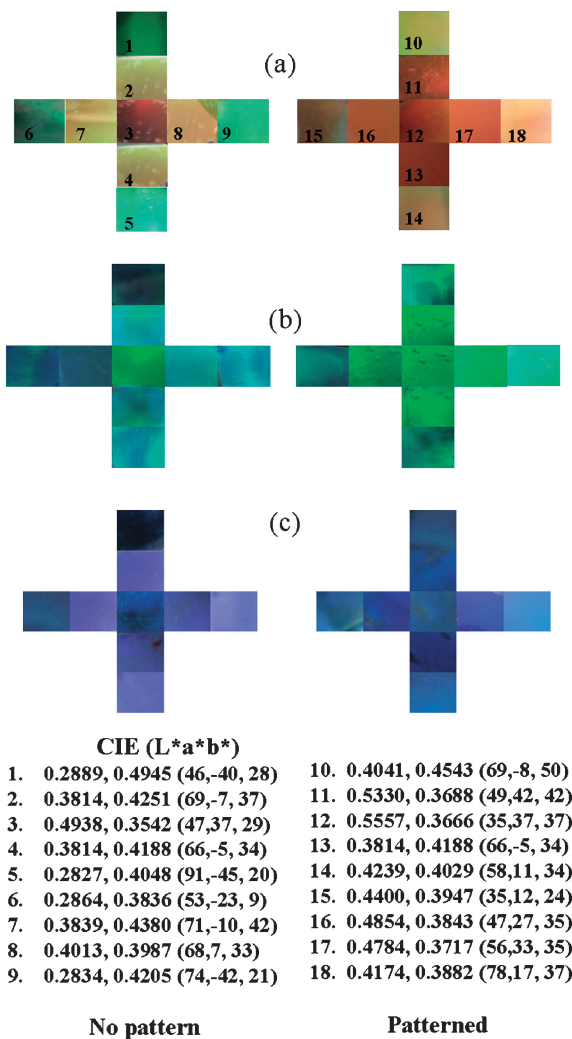 1
2
6 7 3 8 9
4
5
(a)
10
11
15 16 12 17 18
13
14
(b)
(c)
CIE (L*a*b*)
1. 0.2889, 0.4945 (46,-40, 28)
2. 0.3814, 0.4251 (69,-7, 37)
3. 0.4938, 0.3542 (47,37, 29)
4. 0.3814, 0.4188 (66,-5, 34)
5. 0.2827, 0.4048 (91,-45, 20)
6. 0.2864, 0.3836 (53,-23, 9)
7. 0.3839, 0.4380 (71,-10, 42)
8. 0.4013, 0.3987 (68,7, 33)
9. 0.2834, 0.4205 (74,-42, 21)
No pattern
10. 0.4041, 0.4543 (69,-8, 50)
11. 0.5330, 0.3688 (49,42, 42)
12. 0.5557, 0.3666 (35,37, 37)
13. 0.3814, 0.4188 (66,-5, 34)
14. 0.4239, 0.4029 (58,11, 34)
15. 0.4400, 0.3947 (35,12, 24)
16. 0.4854, 0.3843 (47,27, 35)
17. 0.4784, 0.3717 (56,33, 35)
18. 0.4174, 0.3882 (78,17, 37)
Patterned